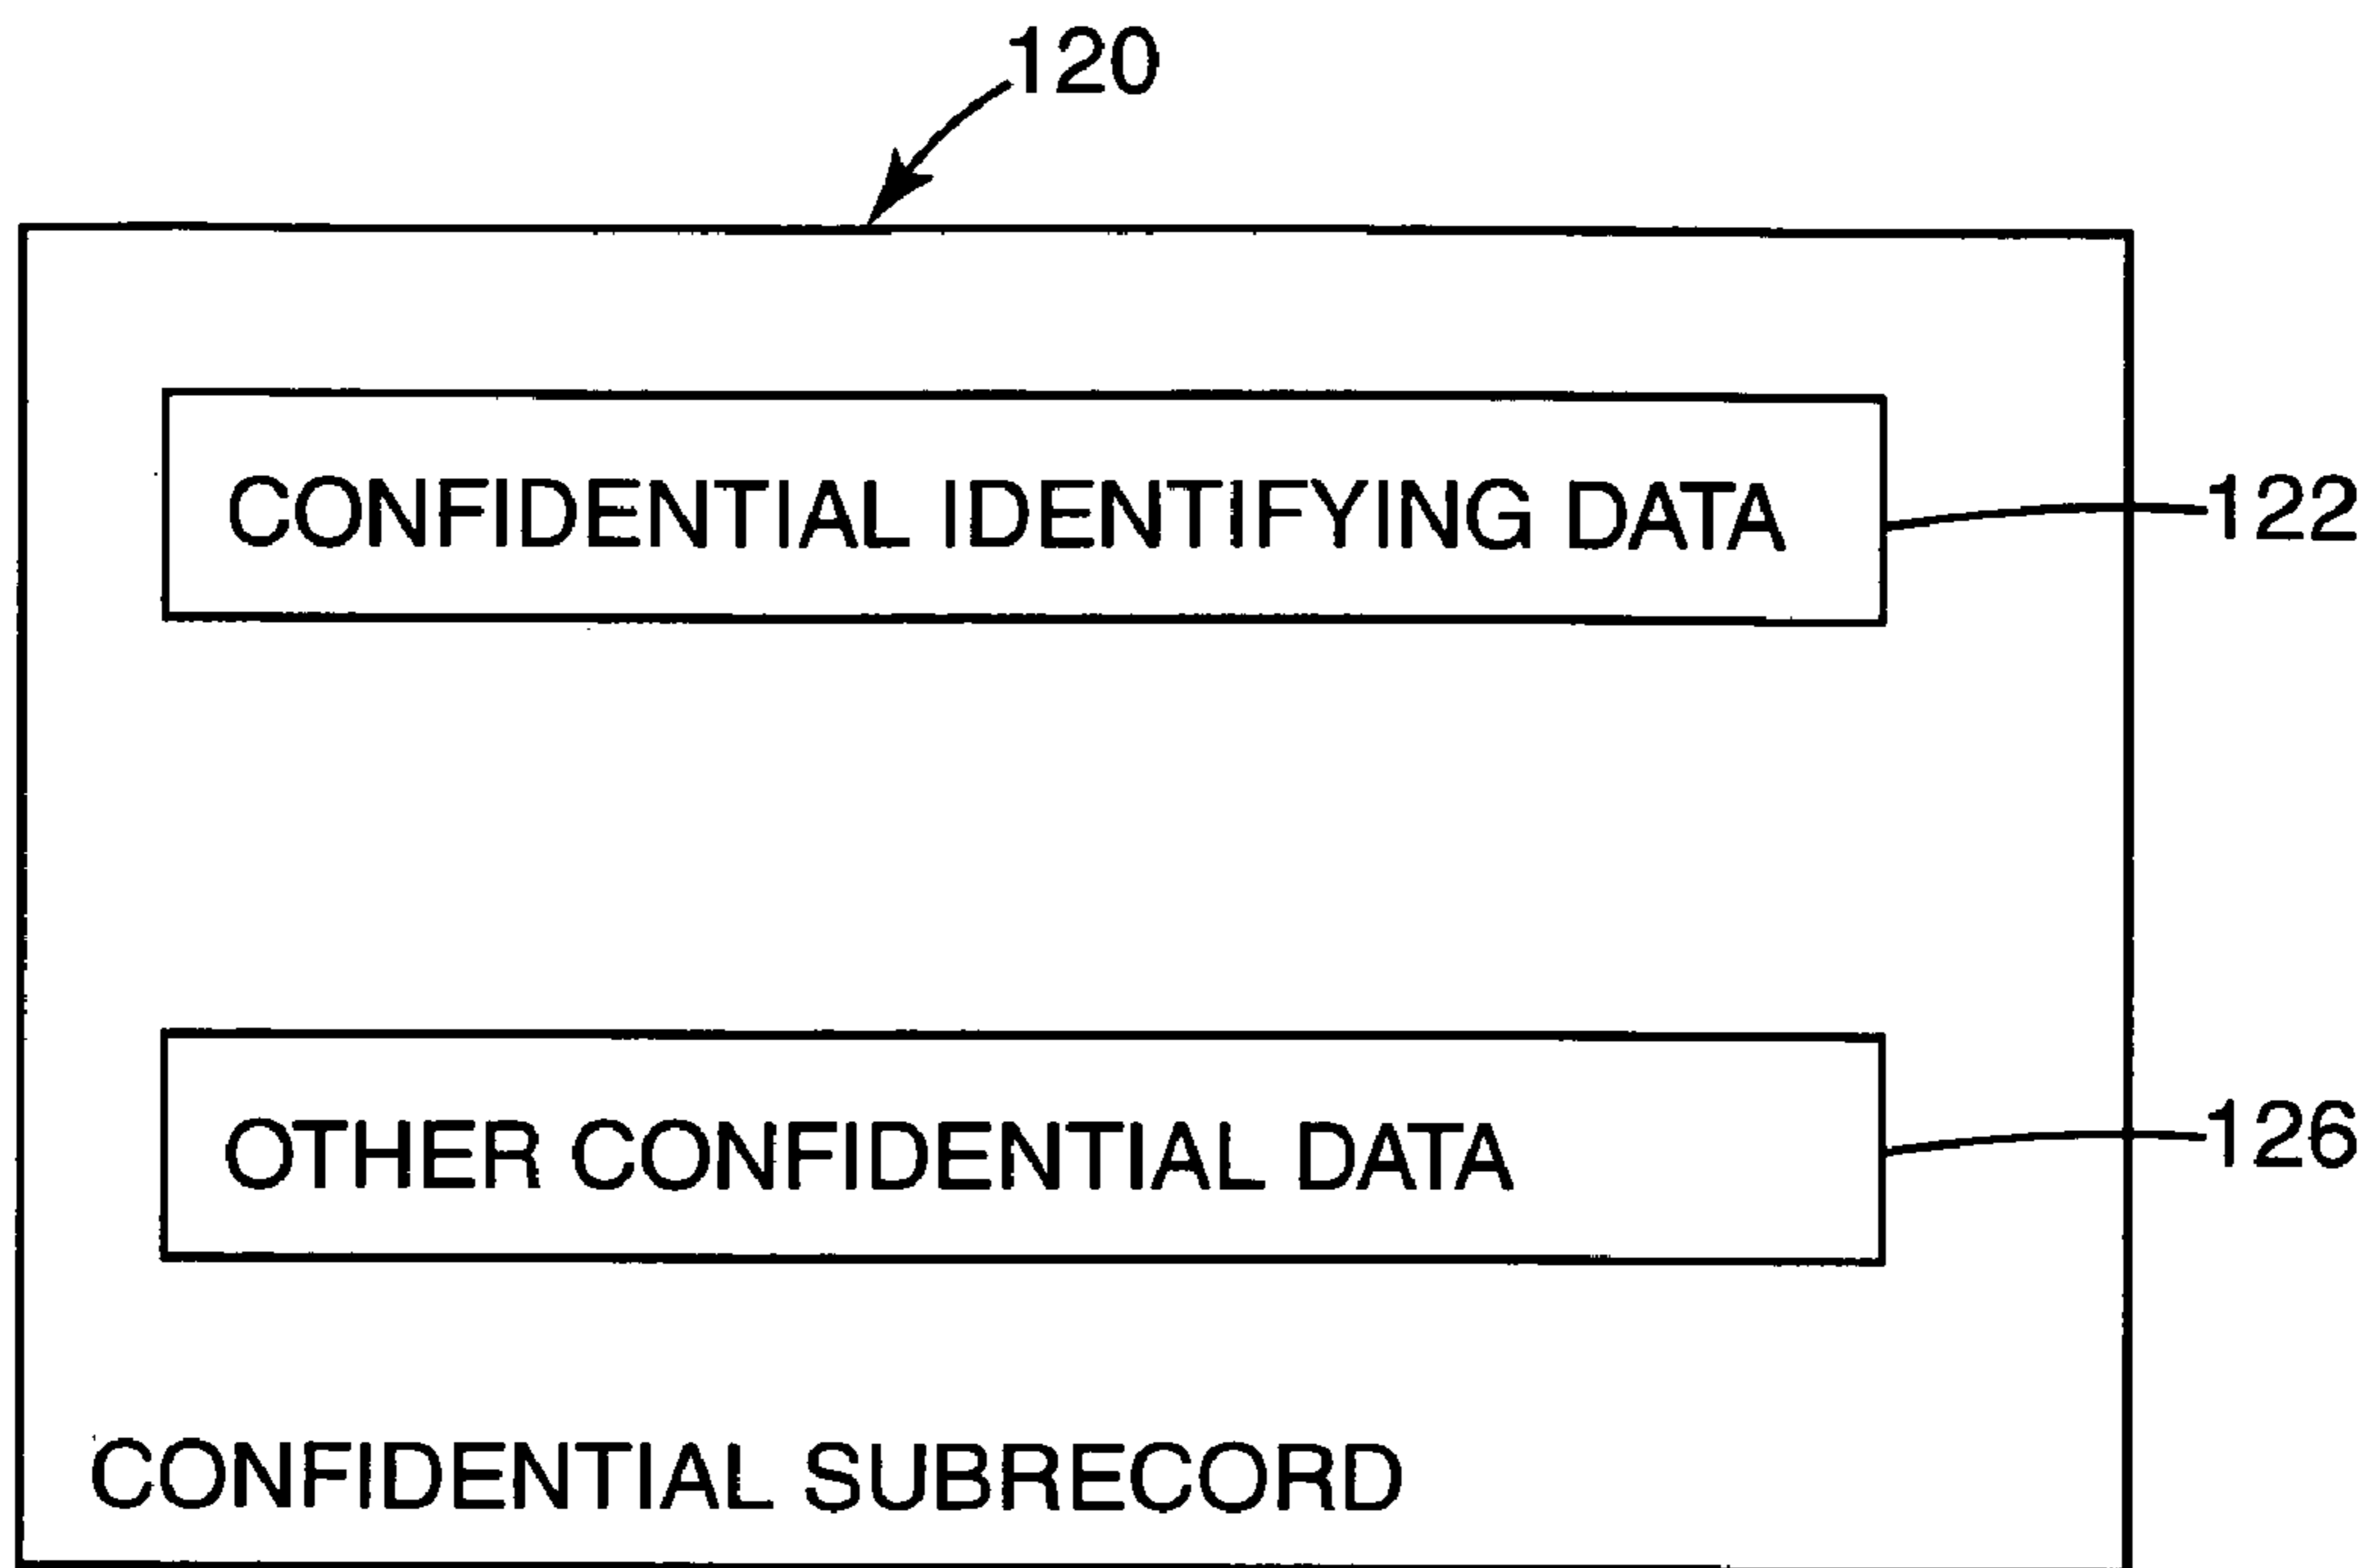 120
CONFIDENTIAL IDENTIFYING DATA
122
OTHER CONFIDENTIAL DATA
126
CONFIDENTIAL SUBRECORD